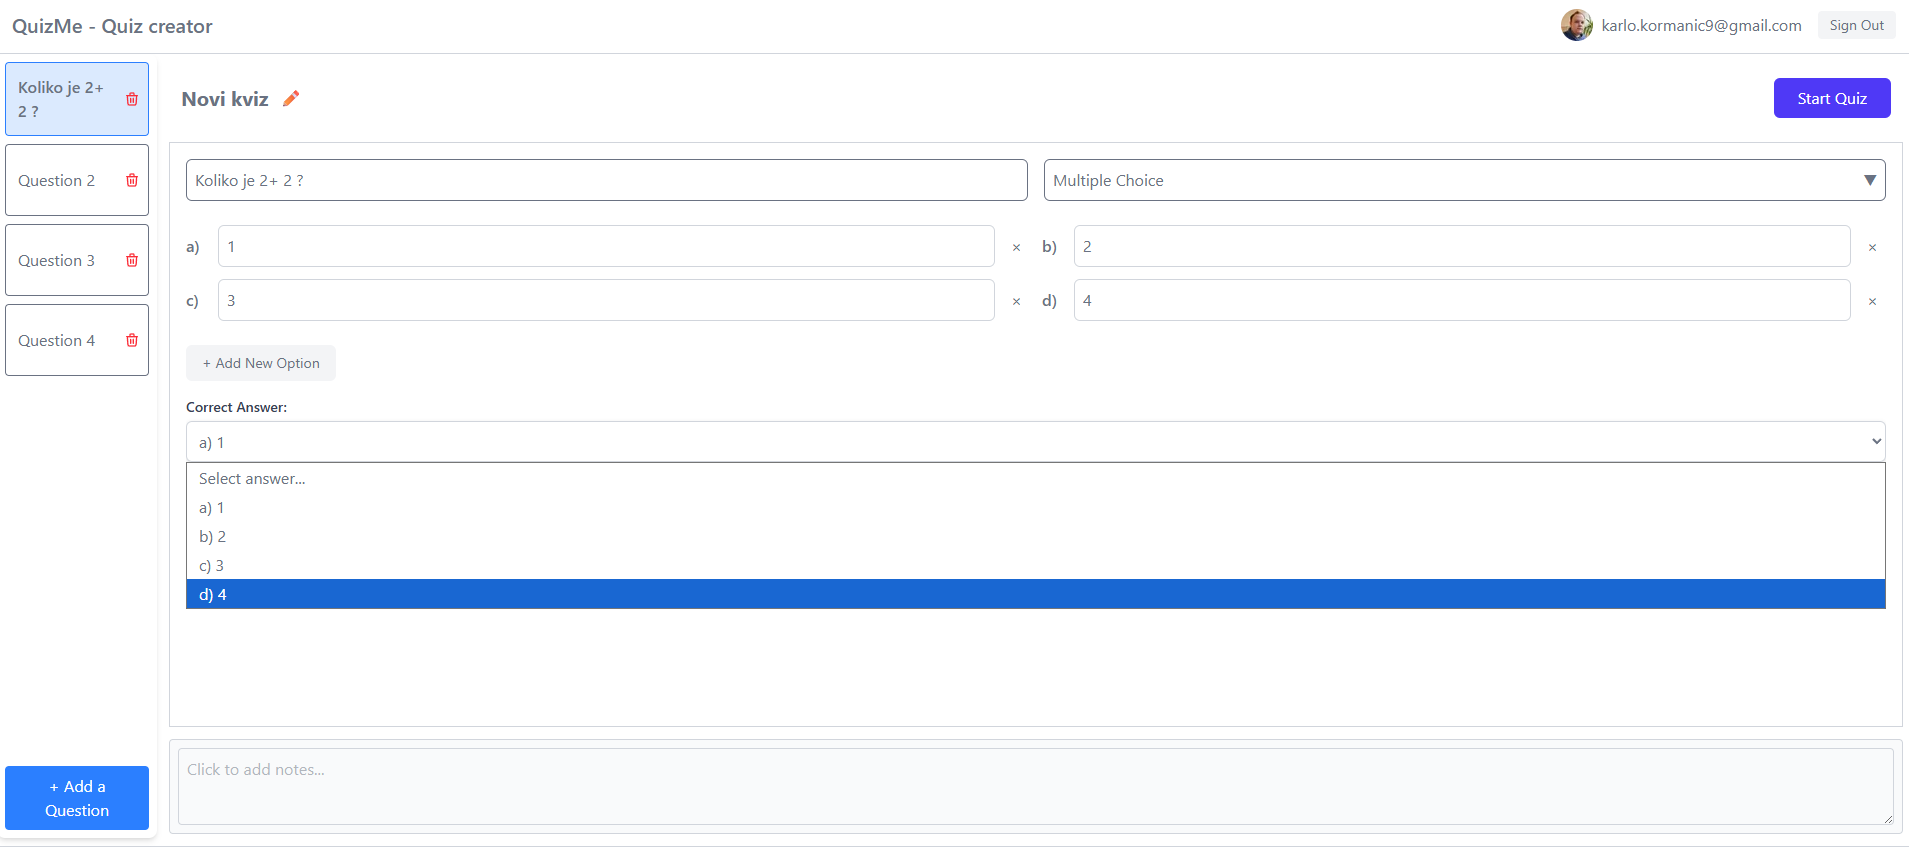 QuizMe - Quiz creator
karlo.kormanic9@gmail.com
Sign Out
Koliko je 2+
2 ?
Question 2
Question 3
Question 4
+ Add a
Question
Novi kviz
Start Quiz
Koliko je 2+ 2 ?
Multiple Choice
a) 1 ×
b) 2 ×
c) 3 ×
d) 4 ×
+ Add New Option
Correct Answer:
a) 1
Select answer...
a) 1
b) 2
c) 3
d) 4
Click to add notes...